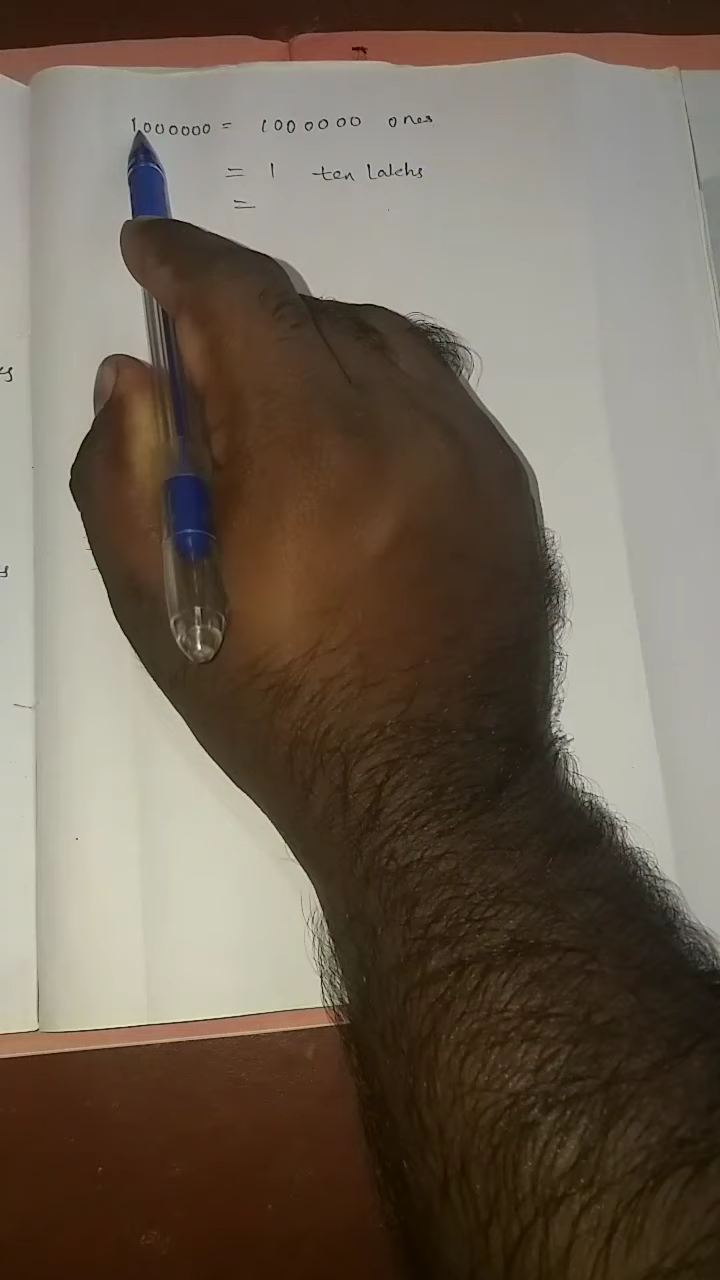 1000000 = 1000000 ones
= 1 ten Lakhs
=